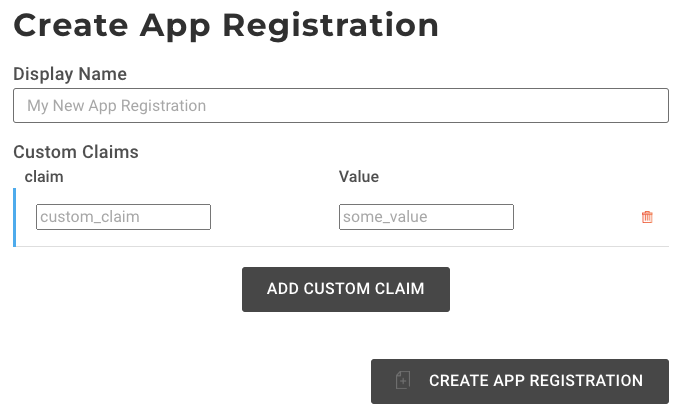 Create App Registration
Display Name
My New App Registration
Custom Claims
claim Value
custom_claim some_value
ADD CUSTOM CLAIM
CREATE APP REGISTRATION